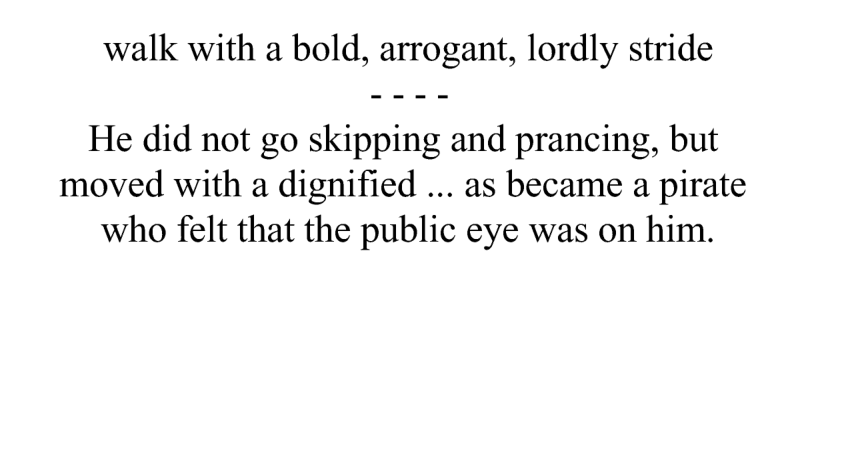 walk with a bold, arrogant, lordly stride
- - - -
He did not go skipping and prancing, but
moved with a dignified ... as became a pirate
who felt that the public eye was on him.